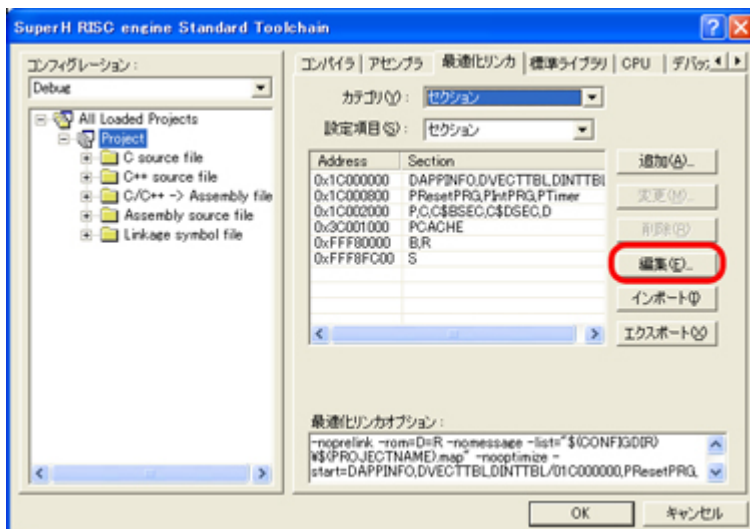 SuperH RISC engine Standard Toolchain
コンフィグレーション :
Debug
All Loaded Projects
Project
C source file
C++ source file
C/C++ -> Assembly file
Assembly source file
Linkage symbol file
コンパイラ アセンブラ 最適化リンカ 標準ライブラリ CPU デバッ
カテゴリ(Y) : セクション
設定項目(S) : セクション
Address Section
0x1C000000 DAPPINFO,DVECTTBL,DINTTBL
0x1C000800 PResetPRG,PIntPRG,PTimer
0x1C002000 P,C,C$BSEC,C$DSEC,D
0x3C001000 PCACHE
0xFFF80000 B,R
0xFFF8FC00 S
追加(A)...
変更(M)...
削除(R)
編集(E)...
インポート(I)
エクスポート(X)
最適化リンカオプション :
-noprelink -rom=D=R -nomessage -list="$(CONFIGDIR)
¥$(PROJECTNAME).map" -nooptimize -
start=DAPPINFO,DVECTTBL,DINTTBL/01C000000,PResetPRG,
OK キャンセル